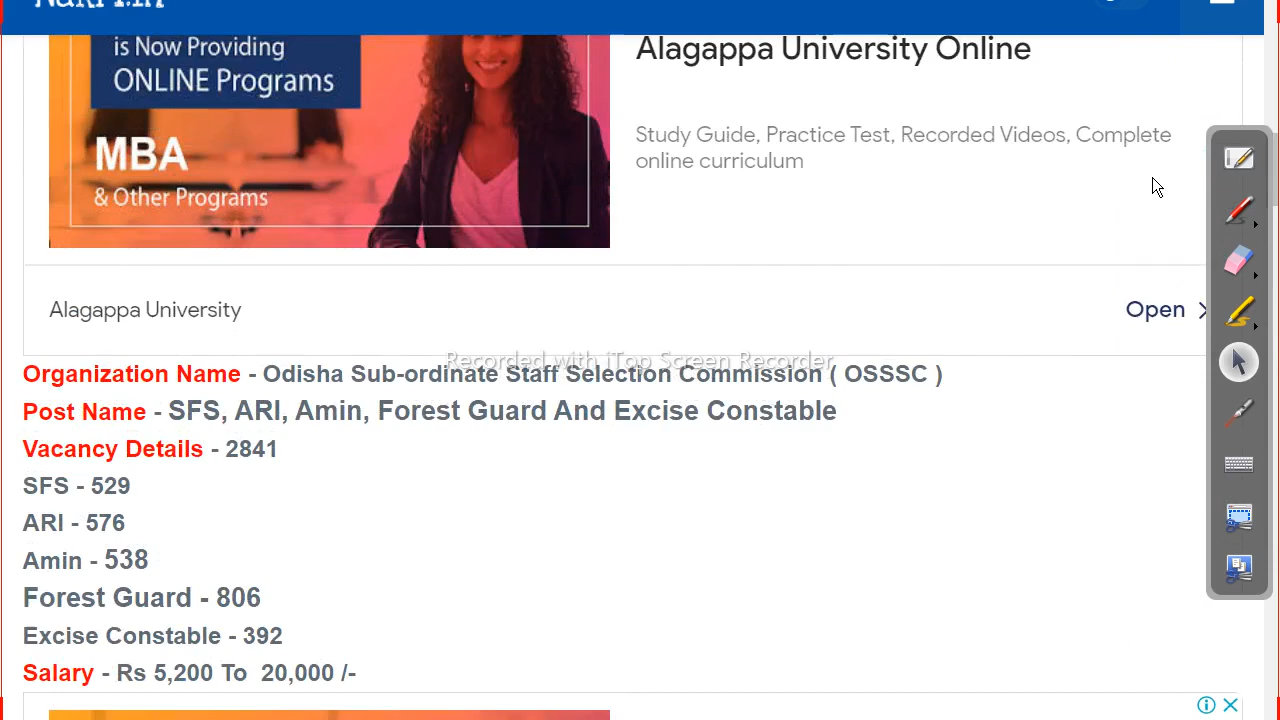 is Now Providing
ONLINE Programs
MBA
& Other Programs
Alagappa University Online
Study Guide, Practice Test, Recorded Videos, Complete
online curriculum
Alagappa University
Open
Recorded with iTop Screen Recorder
Organization Name - Odisha Sub-ordinate Staff Selection Commission ( OSSSC )
Post Name - SFS, ARI, Amin, Forest Guard And Excise Constable
Vacancy Details - 2841
SFS - 529
ARI - 576
Amin - 538
Forest Guard - 806
Excise Constable - 392
Salary - Rs 5,200 To  20,000 /-